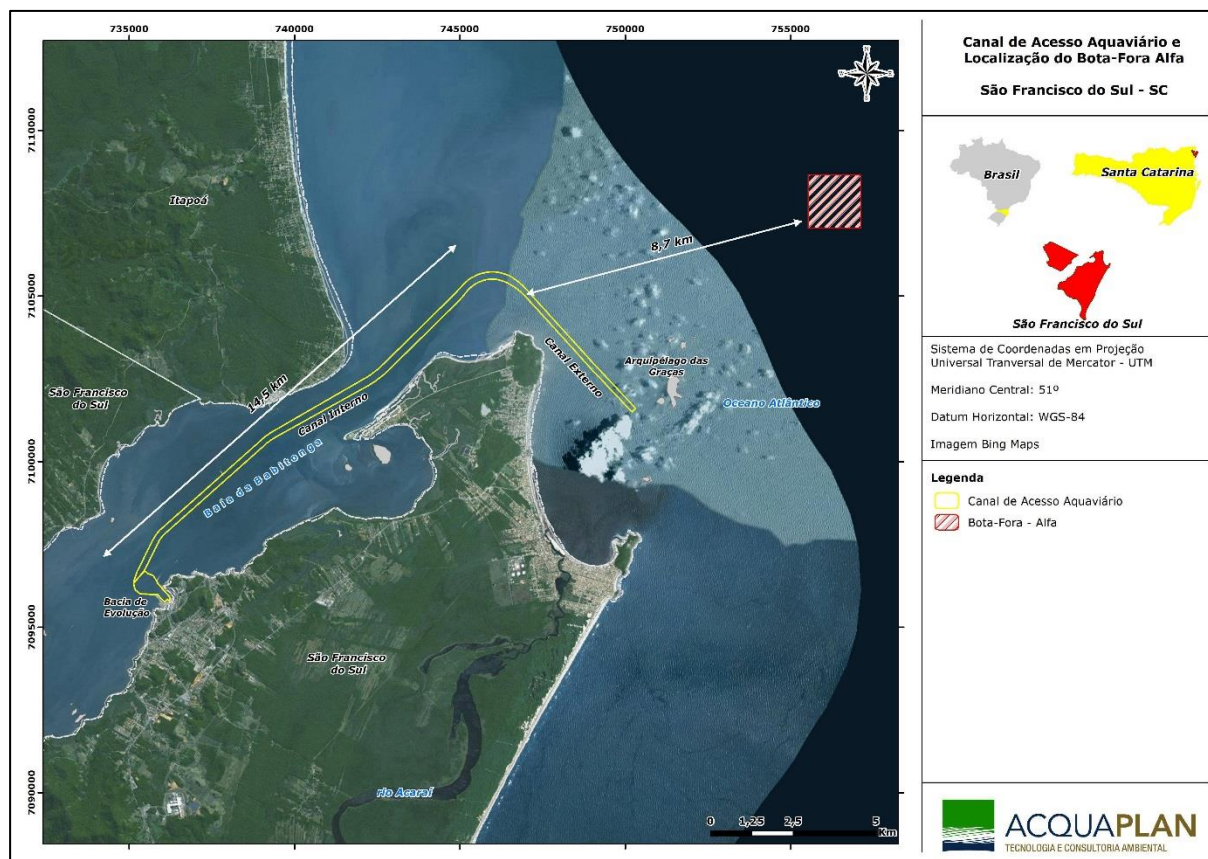 735000
740000
745000
750000
755000
7110000
7105000
7100000
7095000
7090000
Itapoá
8,7 km
São Francisco
do Sul
14,5 km
Canal Interno
Canal Externo
Arquipélago das
Graças
Oceano Atlântico
Baía da Babitonga
Bacia de
Evolução
São Francisco
do Sul
rio Acaraí
0 1,25 2,5 5
Km
Canal de Acesso Aquaviário e
Localização do Bota-Fora Alfa
São Francisco do Sul - SC
Brasil
Santa Catarina
São Francisco do Sul
Sistema de Coordenadas em Projeção
Universal Tranversal de Mercator - UTM
Meridiano Central: 51º
Datum Horizontal: WGS-84
Imagem Bing Maps
Legenda
Canal de Acesso Aquaviário
Bota-Fora - Alfa
ACQUAPLAN
TECNOLOGIA E CONSULTORIA AMBIENTAL